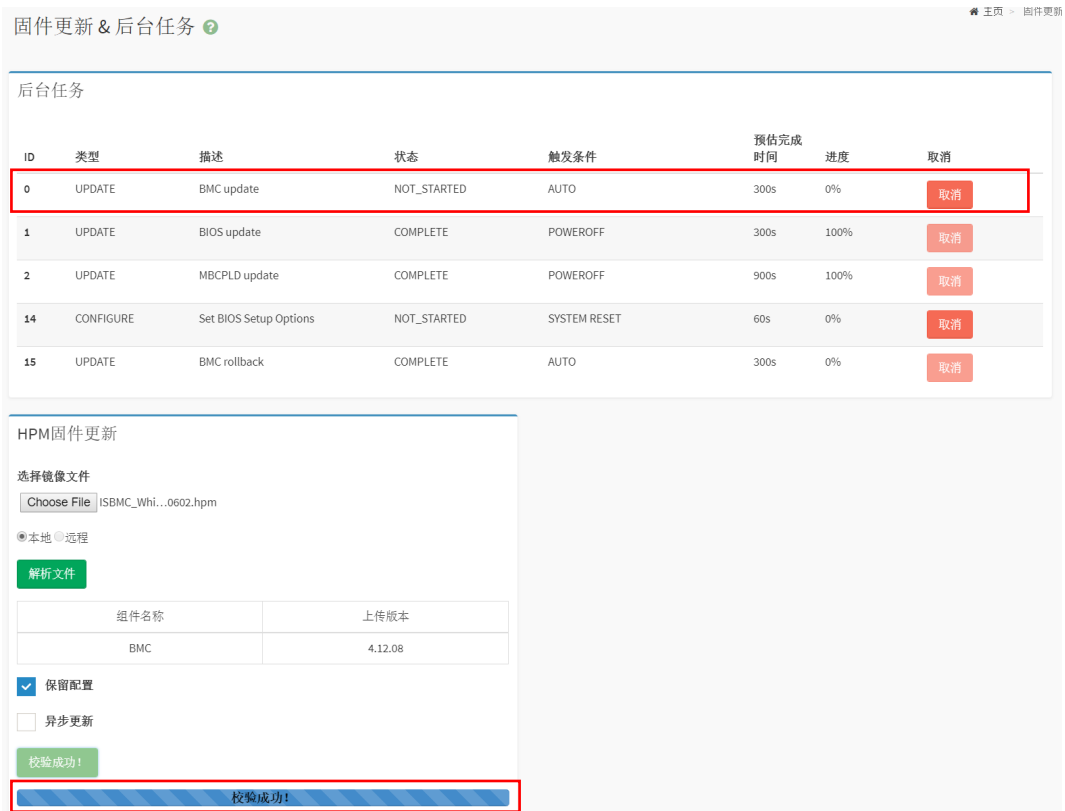 主页 > 固件更新
固件更新 & 后台任务 ?
后台任务
ID 类型 描述 状态 触发条件 预估完成时间 进度 取消
0 UPDATE BMC update NOT_STARTED AUTO 300s 0% 取消
1 UPDATE BIOS update COMPLETE POWEROFF 300s 100% 取消
2 UPDATE MBCPLD update COMPLETE POWEROFF 900s 100% 取消
14 CONFIGURE Set BIOS Setup Options NOT_STARTED SYSTEM RESET 60s 0% 取消
15 UPDATE BMC rollback COMPLETE AUTO 300s 0% 取消
HPM固件更新
选择镜像文件
Choose File ISBMC_Whi…0602.hpm
本地 远程
解析文件
组件名称 上传版本
BMC 4.12.08
保留配置
异步更新
校验成功!
校验成功!